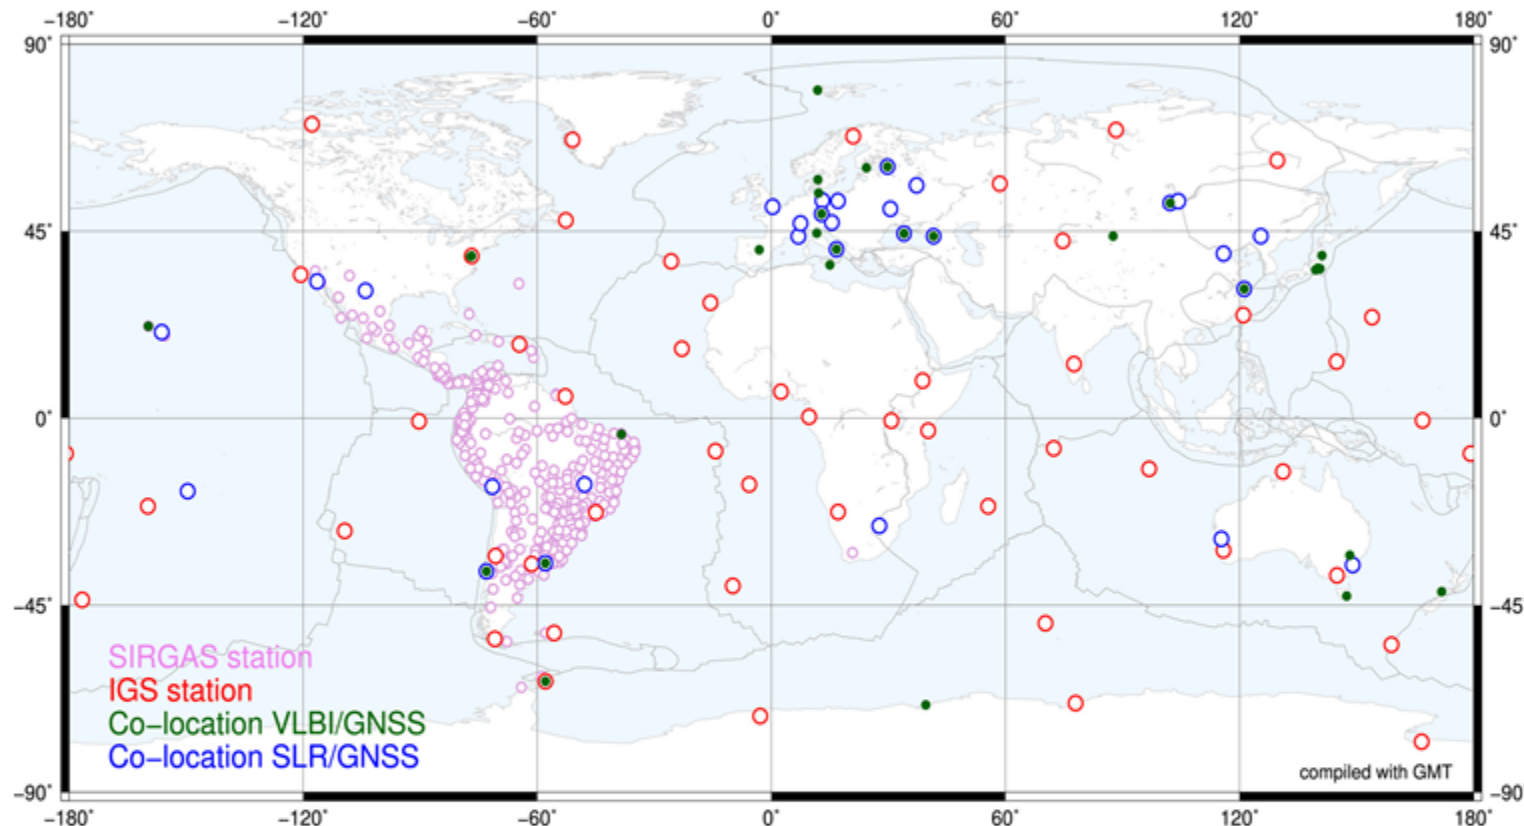 −180˚ −120˚ −60˚ 0˚ 60˚ 120˚ 180˚
90˚ 90˚
45˚ 45˚
0˚ 0˚
−45˚ −45˚
SIRGAS station
IGS station
Co−location VLBI/GNSS
Co−location SLR/GNSS
compiled with GMT
−90˚ −90˚
−180˚ −120˚ −60˚ 0˚ 60˚ 120˚ 180˚